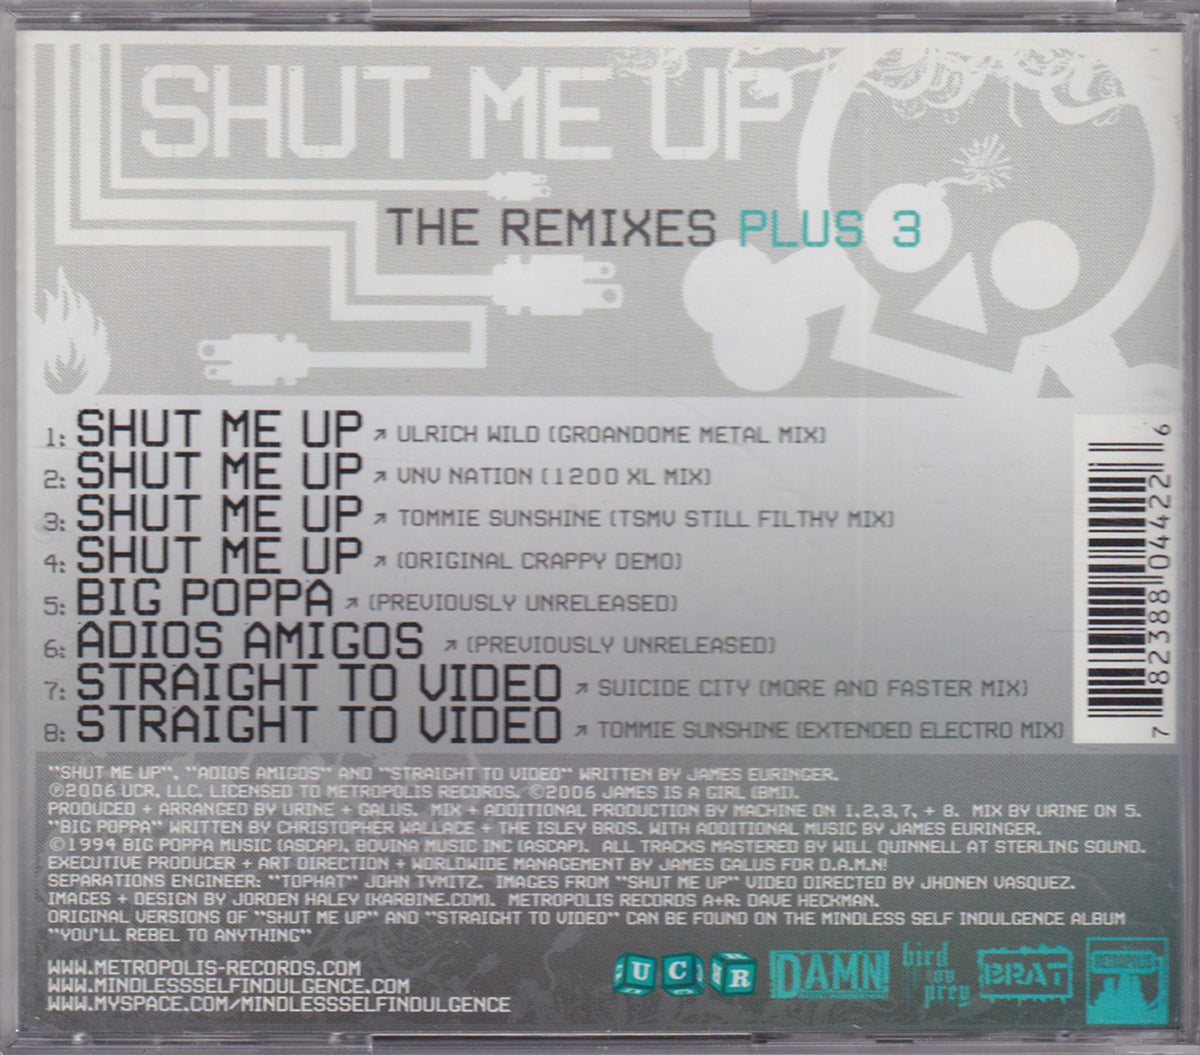 SHUT ME UP
THE REMIXES PLUS 3
1: SHUT ME UP ↗ ULRICH WILD (GROANDOME METAL MIX)
2: SHUT ME UP ↗ VNV NATION (1200 XL MIX)
3: SHUT ME UP ↗ TOMMIE SUNSHINE (TSMV STILL FILTHY MIX)
4: SHUT ME UP ↗ (ORIGINAL CRAPPY DEMO)
5: BIG POPPA ↗ (PREVIOUSLY UNRELEASED)
6: ADIOS AMIGOS ↗ (PREVIOUSLY UNRELEASED)
7: STRAIGHT TO VIDEO ↗ SUICIDE CITY (MORE AND FASTER MIX)
8: STRAIGHT TO VIDEO ↗ TOMMIE SUNSHINE (EXTENDED ELECTRO MIX)
7 82388 04422 6
"SHUT ME UP", "ADIOS AMIGOS" AND "STRAIGHT TO VIDEO" WRITTEN BY JAMES EURINGER.
℗2006 UCR, LLC. LICENSED TO METROPOLIS RECORDS, ©2006 JAMES IS A GIRL (BMI).
PRODUCED + ARRANGED BY URINE + GALUS. MIX + ADDITIONAL PRODUCTION BY MACHINE ON 1,2,3,7, + 8. MIX BY URINE ON 5.
"BIG POPPA" WRITTEN BY CHRISTOPHER WALLACE + THE ISLEY BROS. WITH ADDITIONAL MUSIC BY JAMES EURINGER.
©1994 BIG POPPA MUSIC (ASCAP), BOVINA MUSIC INC (ASCAP). ALL TRACKS MASTERED BY WILL QUINNELL AT STERLING SOUND.
EXECUTIVE PRODUCER + ART DIRECTION + WORLDWIDE MANAGEMENT BY JAMES GALUS FOR D.A.M.N!
SEPARATIONS ENGINEER: "TOPHAT" JOHN TYMITZ. IMAGES FROM "SHUT ME UP" VIDEO DIRECTED BY JHONEN VASQUEZ.
IMAGES + DESIGN BY JORDEN HALEY (KARBINE.COM). METROPOLIS RECORDS A+R: DAVE HECKMAN.
ORIGINAL VERSIONS OF "SHUT ME UP" AND "STRAIGHT TO VIDEO" CAN BE FOUND ON THE MINDLESS SELF INDULGENCE ALBUM
"YOU'LL REBEL TO ANYTHING"
WWW.METROPOLIS-RECORDS.COM
WWW.MINDLESSSELFINDULGENCE.COM
WWW.MYSPACE.COM/MINDLESSSELFINDULGENCE
UCR
DAMN!
bird ov prey
BRAT